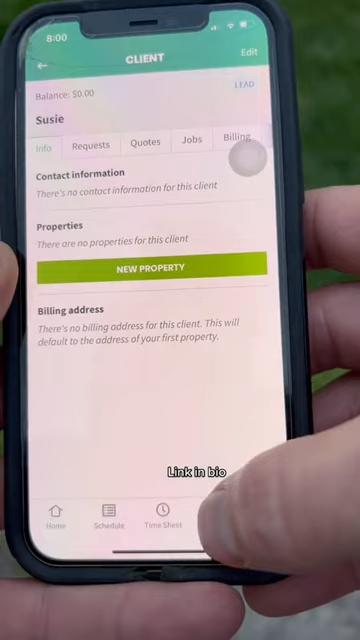 8:00
CLIENT
Edit
Balance: $0.00
LEAD
Susie
Info
Requests
Quotes
Jobs
Billing
Contact information
There's no contact information for this client
Properties
There are no properties for this client
NEW PROPERTY
Billing address
There's no billing address for this client. This will
default to the address of your first property.
Link in bio
Home
Schedule
Time Sheet